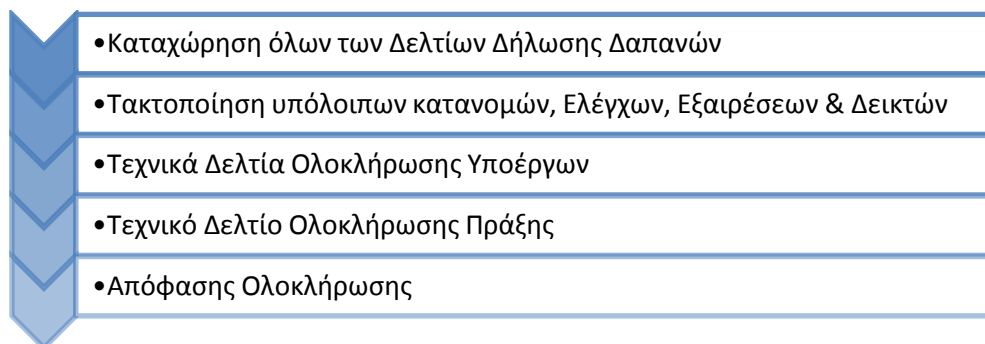 •Καταχώρηση όλων των Δελτίων Δήλωσης Δαπανών
•Τακτοποίηση υπόλοιπων κατανομών, Ελέγχων, Εξαιρέσεων & Δεικτών
•Τεχνικά Δελτία Ολοκλήρωσης Υποέργων
•Τεχνικό Δελτίο Ολοκλήρωσης Πράξης
•Απόφασης Ολοκλήρωσης